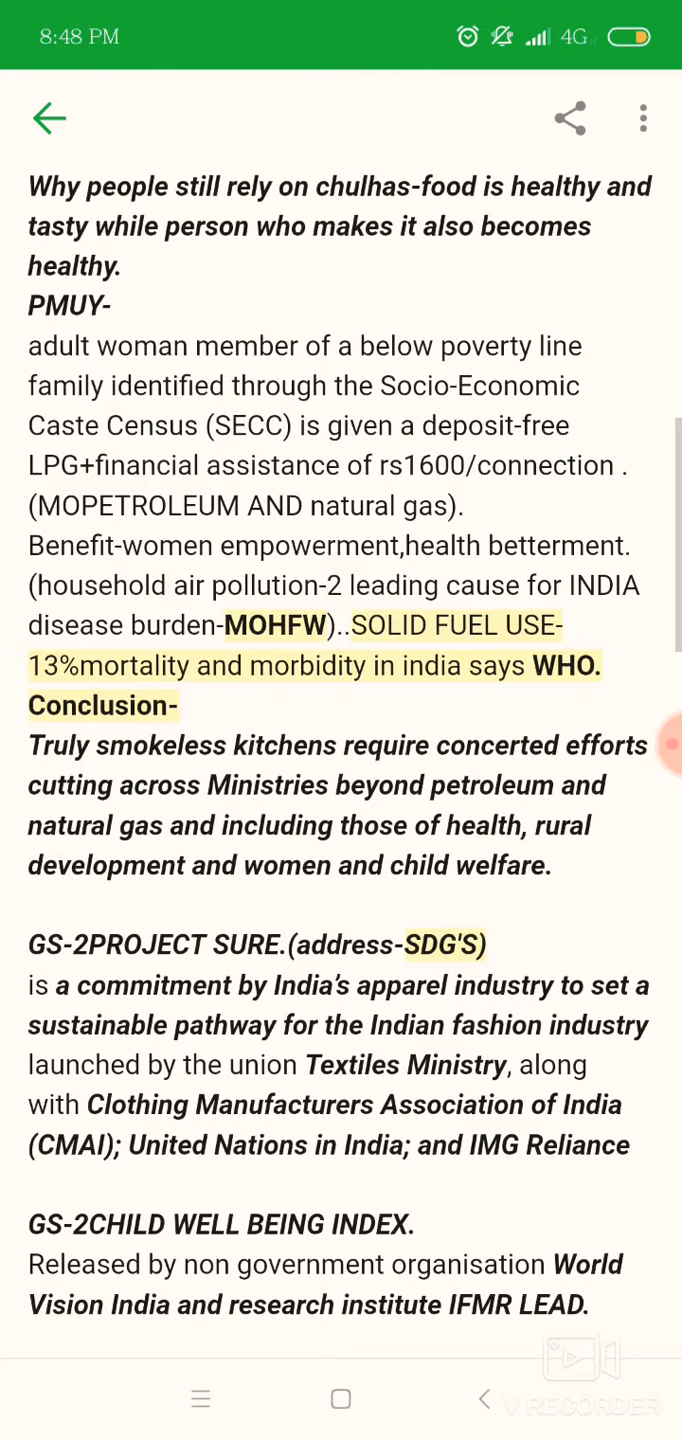 8:48 PM
4G
Why people still rely on chulhas-food is healthy and
tasty while person who makes it also becomes
healthy.
PMUY-
adult woman member of a below poverty line
family identified through the Socio-Economic
Caste Census (SECC) is given a deposit-free
LPG+financial assistance of rs1600/connection .
(MOPETROLEUM AND natural gas).
Benefit-women empowerment,health betterment.
(household air pollution-2 leading cause for INDIA
disease burden-MOHFW)..SOLID FUEL USE-
13%mortality and morbidity in india says WHO.
Conclusion-
Truly smokeless kitchens require concerted efforts
cutting across Ministries beyond petroleum and
natural gas and including those of health, rural
development and women and child welfare.
GS-2PROJECT SURE.(address-SDG'S)
is a commitment by India’s apparel industry to set a
sustainable pathway for the Indian fashion industry
launched by the union Textiles Ministry, along
with Clothing Manufacturers Association of India
(CMAI); United Nations in India; and IMG Reliance
GS-2CHILD WELL BEING INDEX.
Released by non government organisation World
Vision India and research institute IFMR LEAD.
V RECORDER